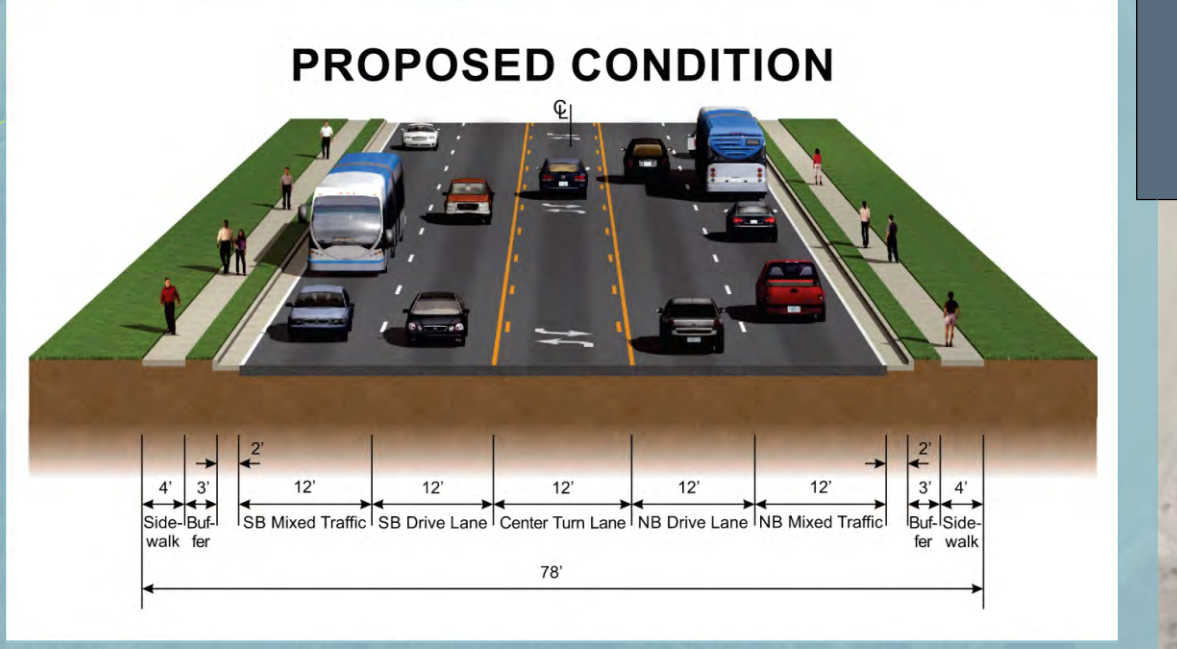 PROPOSED CONDITION
℄
2’ 2’
4’ 3’ 12’ 12’ 12’ 12’ 12’ 3’ 4’
Side- Buf- SB Mixed Traffic SB Drive Lane Center Turn Lane NB Drive Lane NB Mixed Traffic Buf- Side-
walk fer fer walk
78’